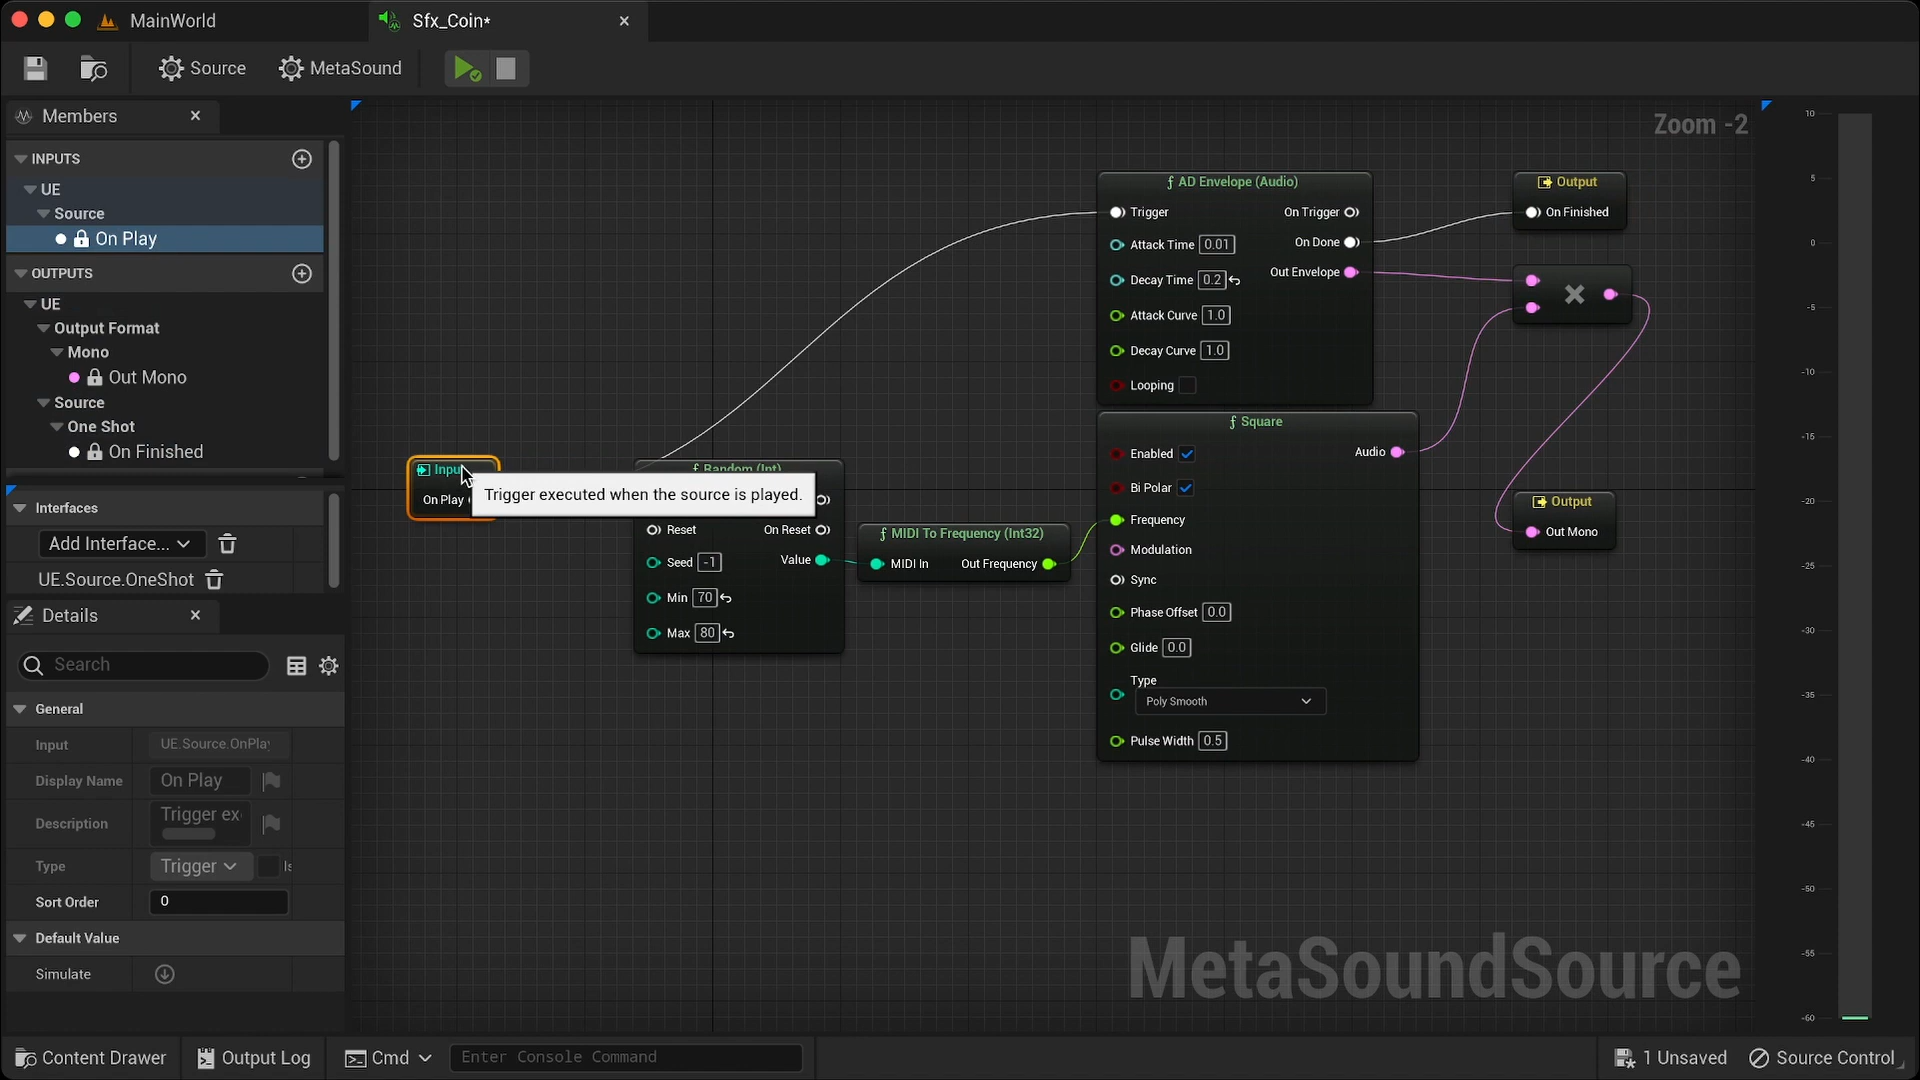 MainWorld
Sfx_Coin*
Source
MetaSound
Members
INPUTS
UE
Source
On Play
OUTPUTS
UE
Output Format
Mono
Out Mono
Source
One Shot
On Finished
Interfaces
Add Interface...
UE.Source.OneShot
Details
Search
General
Input
UE.Source.OnPlay
Display Name
On Play
Description
Trigger exe
Type
Trigger
Is
Sort Order
0
Default Value
Simulate
Zoom -2
Input
On Play
Trigger executed when the source is played.
Random (Int)
Reset
On Reset
Seed -1
Value
Min 70
Max 80
MIDI To Frequency (Int32)
MIDI In
Out Frequency
AD Envelope (Audio)
Trigger
On Trigger
Attack Time 0.01
On Done
Decay Time 0.2
Out Envelope
Attack Curve 1.0
Decay Curve 1.0
Looping
Square
Enabled
Audio
Bi Polar
Frequency
Modulation
Sync
Phase Offset 0.0
Glide 0.0
Type
Poly Smooth
Pulse Width 0.5
Output
On Finished
Output
Out Mono
10
5
0
-5
-10
-15
-20
-25
-30
-35
-40
-45
-50
-55
-60
MetaSoundSource
Content Drawer
Output Log
Cmd
Enter Console Command
1 Unsaved
Source Control